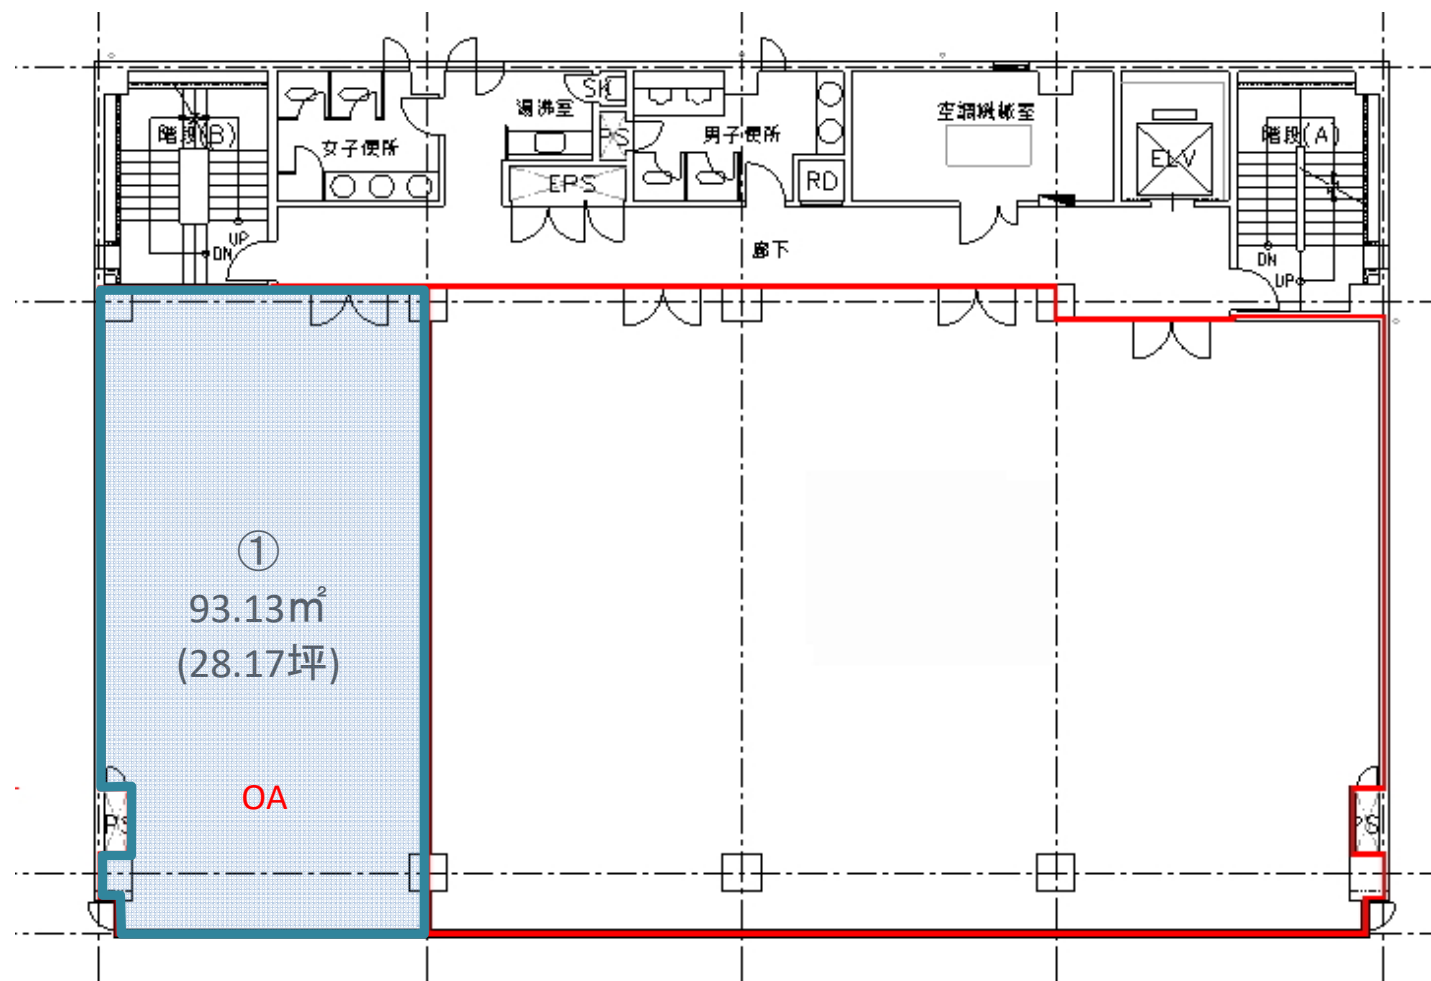 SK
湯沸室
空調機械室
階段(B)
PS
男子便所
階段(A)
女子便所
ELV
EPS
RD
UP
DN
廊下
DN
UP
①
93.13㎡
(28.17坪)
OA
PS
PS